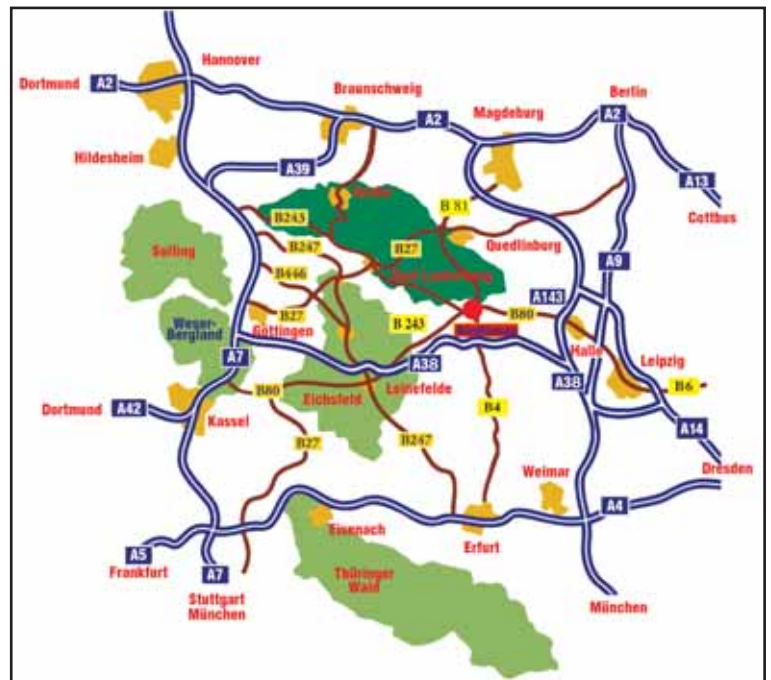 Hannover
Dortmund
A2
Braunschweig
Berlin
A2
Magdeburg
A2
Hildesheim
A39
A13
Cottbus
B243
B 81
Solling
B247
B27
Quedlinburg
B446
A9
Weser-
Bergland
B27
Göttingen
B 243
A143
B80
Halle
A7
Leipzig
A38
A38
B6
Leinefelde
Eichsfeld
B80
Dortmund
A42
Kassel
B4
A14
B27
B247
Dresden
Weimar
A4
Eisenach
Erfurt
A5
Frankfurt
A7
Stuttgart
München
Thüringer
Wald
München